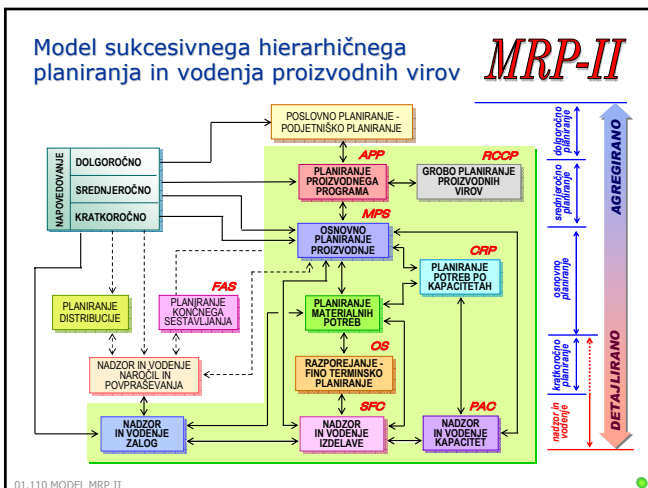 Model sukcesivnega hierarhičnega
planiranja in vodenja proizvodnih virov
MRP-II
POSLOVNO PLANIRANJE -
PODJETNIŠKO PLANIRANJE
NAPOVEDOVANJE
DOLGOROČNO
SREDNJEROČNO
KRATKOROČNO
APP
PLANIRANJE
PROIZVODNEGA
PROGRAMA
RCCP
GROBO PLANIRANJE
PROIZVODNIH
VIROV
MPS
OSNOVNO
PLANIRANJE
PROIZVODNJE
CRP
PLANIRANJE
POTREB PO
KAPACITETAH
PLANIRANJE
DISTRIBUCIJE
FAS
PLANIRANJE
KONČNEGA
SESTAVLJANJA
PLANIRANJE
MATERIALNIH
POTREB
OS
RAZPOREJANJE -
FINO TERMINSKO
PLANIRANJE
NADZOR IN VODENJE
NAROČIL IN
POVPRAŠEVANJA
NADZOR
IN VODENJE
ZALOG
SFC
NADZOR
IN VODENJE
IZDELAVE
PAC
NADZOR
IN VODENJE
KAPACITET
dolgoročno
planiranje
srednjeročno
planiranje
osnovno
planiranje
kratkoročno
planiranje
nadzor in
vodenje
AGREGIRANO
DETAJLIRANO
01.110 MODEL MRP II